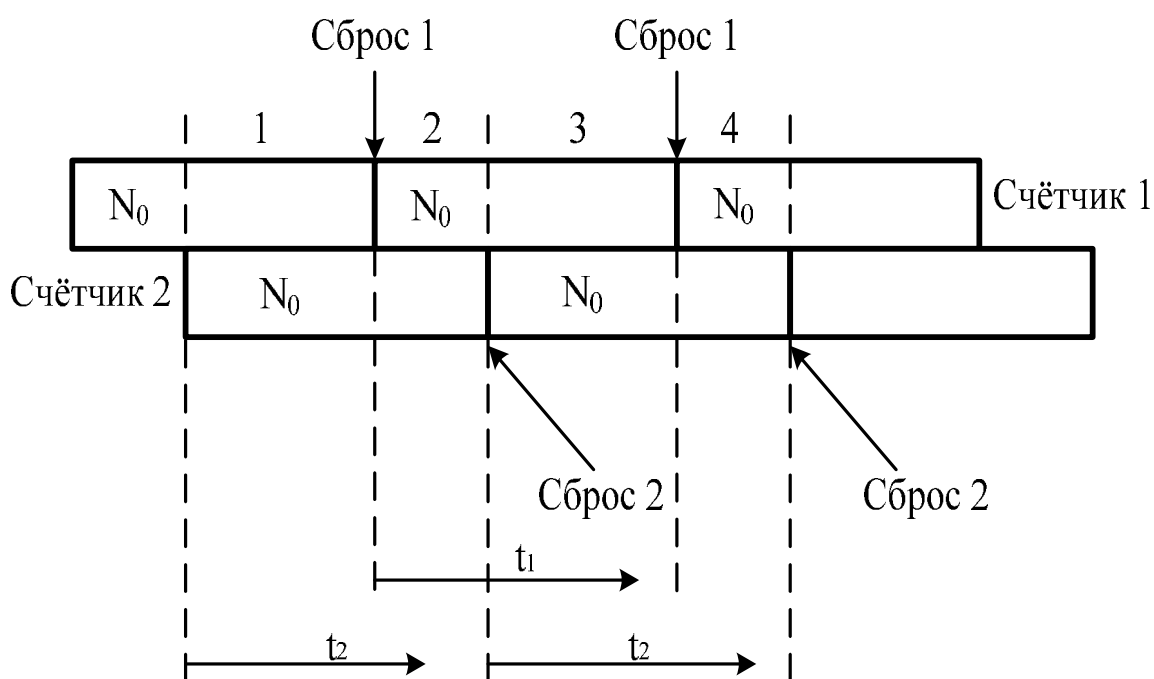 Сброс 1 Сброс 1
1 2 3 4
N₀ N₀ N₀ Счётчик 1
Счётчик 2 N₀ N₀
Сброс 2 Сброс 2
t₁
t₂ t₂